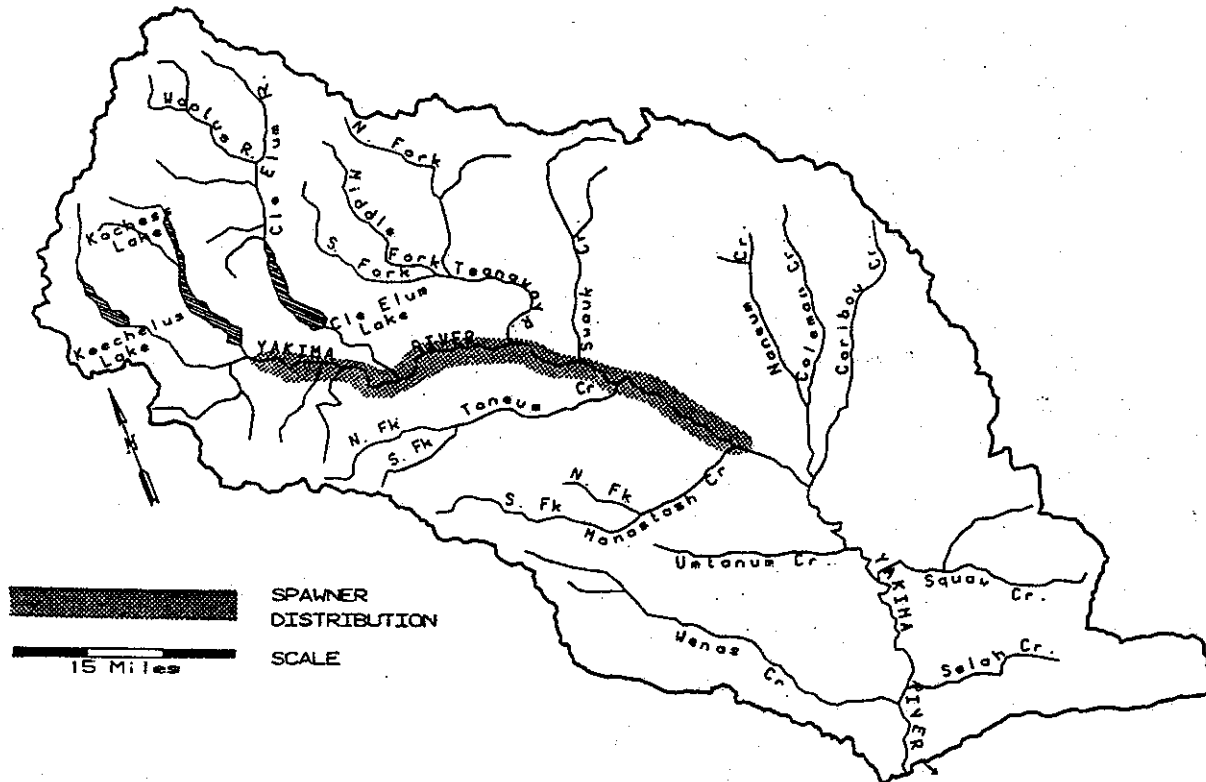 Waptus R.
Cle Elum R.
N. Fork
Middle Fork
S. Fork
Teanaway R.
Swauk Cr.
Kachess
Lake
Keechelus
Lake
Cle Elum
Lake
YAKIMA RIVER
Naneum Cr.
Coleman Cr.
Caribou Cr.
Taneum Cr
N. Fk
S. Fk
N
N. Fk
S. Fk
Manastash Cr
Umtanum Cr.
Squaw Cr.
YAKIMA RIVER
Wenas Cr
Selah Cr.
SPAWNER
DISTRIBUTION
SCALE
15 Miles